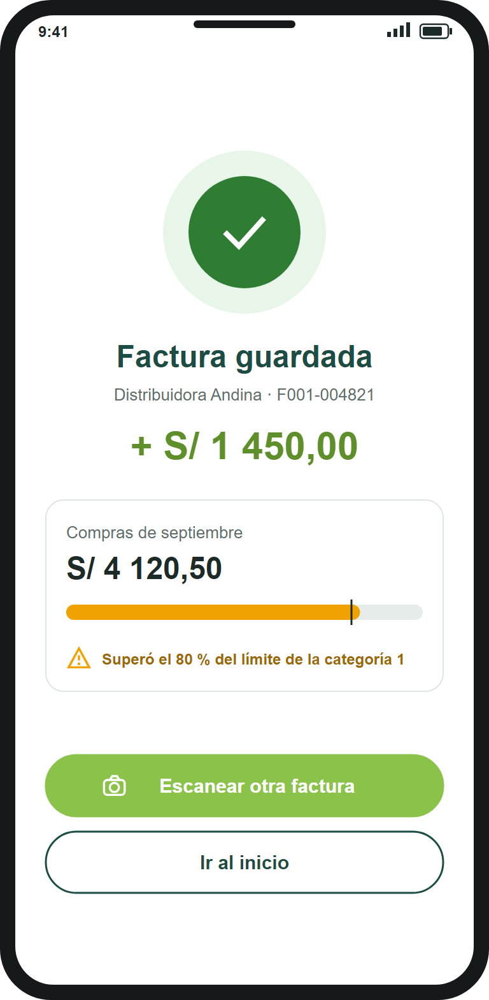 9:41
Factura guardada
Distribuidora Andina · F001-004821
+ S/ 1 450,00
Compras de septiembre
S/ 4 120,50
Superó el 80 % del límite de la categoría 1
Escanear otra factura
Ir al inicio